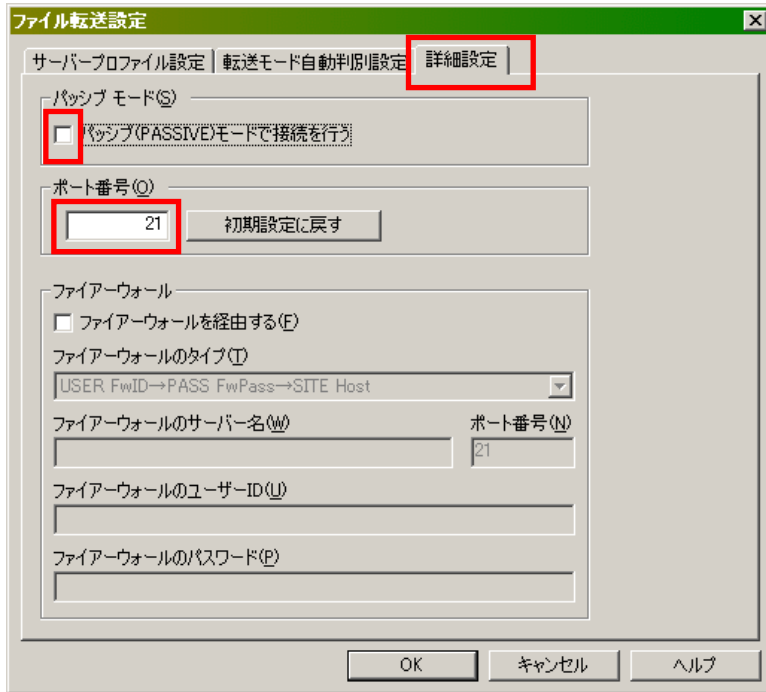 ファイル転送設定
サーバープロファイル設定 転送モード自動判別設定 詳細設定
パッシブ モード(S)
パッシブ(PASSIVE)モードで接続を行う
ポート番号(O)
21 初期設定に戻す
ファイアーウォール
ファイアーウォールを経由する(F)
ファイアーウォールのタイプ(T)
USER FwID→PASS FwPass→SITE Host
ファイアーウォールのサーバー名(W) ポート番号(N)
21
ファイアーウォールのユーザーID(U)
ファイアーウォールのパスワード(P)
OK キャンセル ヘルプ